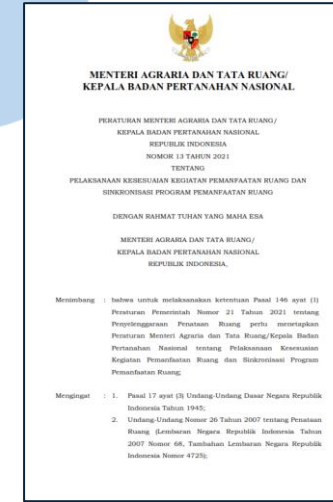 MENTERI AGRARIA DAN TATA RUANG/
KEPALA BADAN PERTANAHAN NASIONAL
PERATURAN MENTERI AGRARIA DAN TATA RUANG/
KEPALA BADAN PERTANAHAN NASIONAL
REPUBLIK INDONESIA
NOMOR 13 TAHUN 2021
TENTANG
PELAKSANAAN KESESUAIAN KEGIATAN PEMANFAATAN RUANG DAN
SINKRONISASI PROGRAM PEMANFAATAN RUANG
DENGAN RAHMAT TUHAN YANG MAHA ESA
MENTERI AGRARIA DAN TATA RUANG/
KEPALA BADAN PERTANAHAN NASIONAL
REPUBLIK INDONESIA,
Menimbang : bahwa untuk melaksanakan ketentuan Pasal 146 ayat (1)
Peraturan Pemerintah Nomor 21 Tahun 2021 tentang
Penyelenggaraan Penataan Ruang perlu menetapkan
Peraturan Menteri Agraria dan Tata Ruang/Kepala Badan
Pertanahan Nasional tentang Pelaksanaan Kesesuaian
Kegiatan Pemanfaatan Ruang dan Sinkronisasi Program
Pemanfaatan Ruang;
Mengingat : 1. Pasal 17 ayat (3) Undang-Undang Dasar Negara Republik
Indonesia Tahun 1945;
2. Undang-Undang Nomor 26 Tahun 2007 tentang Penataan
Ruang (Lembaran Negara Republik Indonesia Tahun
2007 Nomor 68, Tambahan Lembaran Negara Republik
Indonesia Nomor 4725);